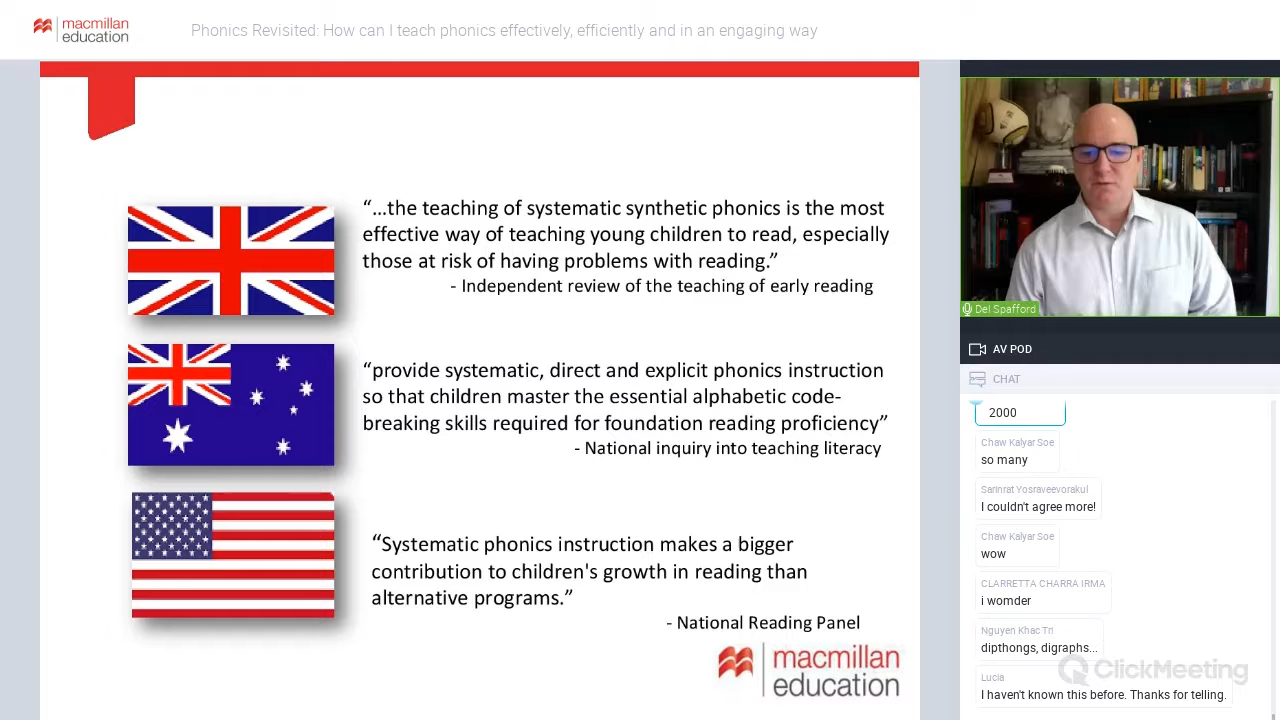 macmillan
education
Phonics Revisited: How can I teach phonics effectively, efficiently and in an engaging way
“...the teaching of systematic synthetic phonics is the most
effective way of teaching young children to read, especially
those at risk of having problems with reading.”
- Independent review of the teaching of early reading
“provide systematic, direct and explicit phonics instruction
so that children master the essential alphabetic code-
breaking skills required for foundation reading proficiency”
- National inquiry into teaching literacy
“Systematic phonics instruction makes a bigger
contribution to children's growth in reading than
alternative programs.”
- National Reading Panel
macmillan
education
Del Spafford
AV POD
CHAT
2000
Chaw Kalyar Soe
so many
Sarinrat Yosraveevorakul
I couldn't agree more!
Chaw Kalyar Soe
wow
CLARRETTA CHARRA IRMA
i womder
Nguyen Khac Tri
dipthongs, digraphs...
ClickMeeting
Lucia
I haven't known this before. Thanks for telling.